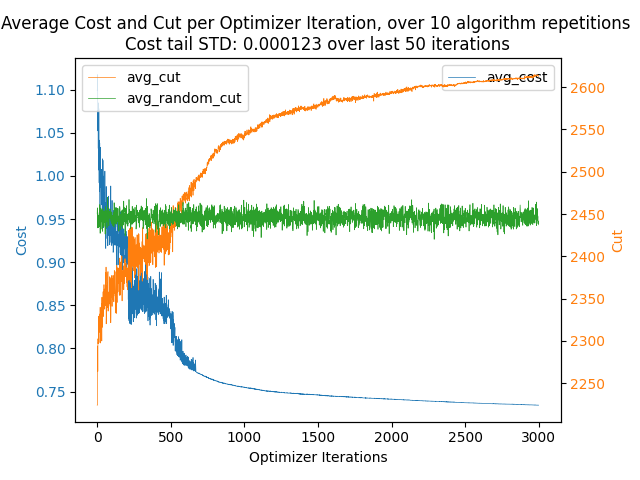 Average Cost and Cut per Optimizer Iteration, over 10 algorithm repetitions
Cost tail STD: 0.000123 over last 50 iterations
avg_cut
avg_random_cut
avg_cost
1.10
1.05
1.00
0.95
0.90
0.85
0.80
0.75
Cost
2600
2550
2500
2450
2400
2350
2300
2250
Cut
0
500
1000
1500
2000
2500
3000
Optimizer Iterations